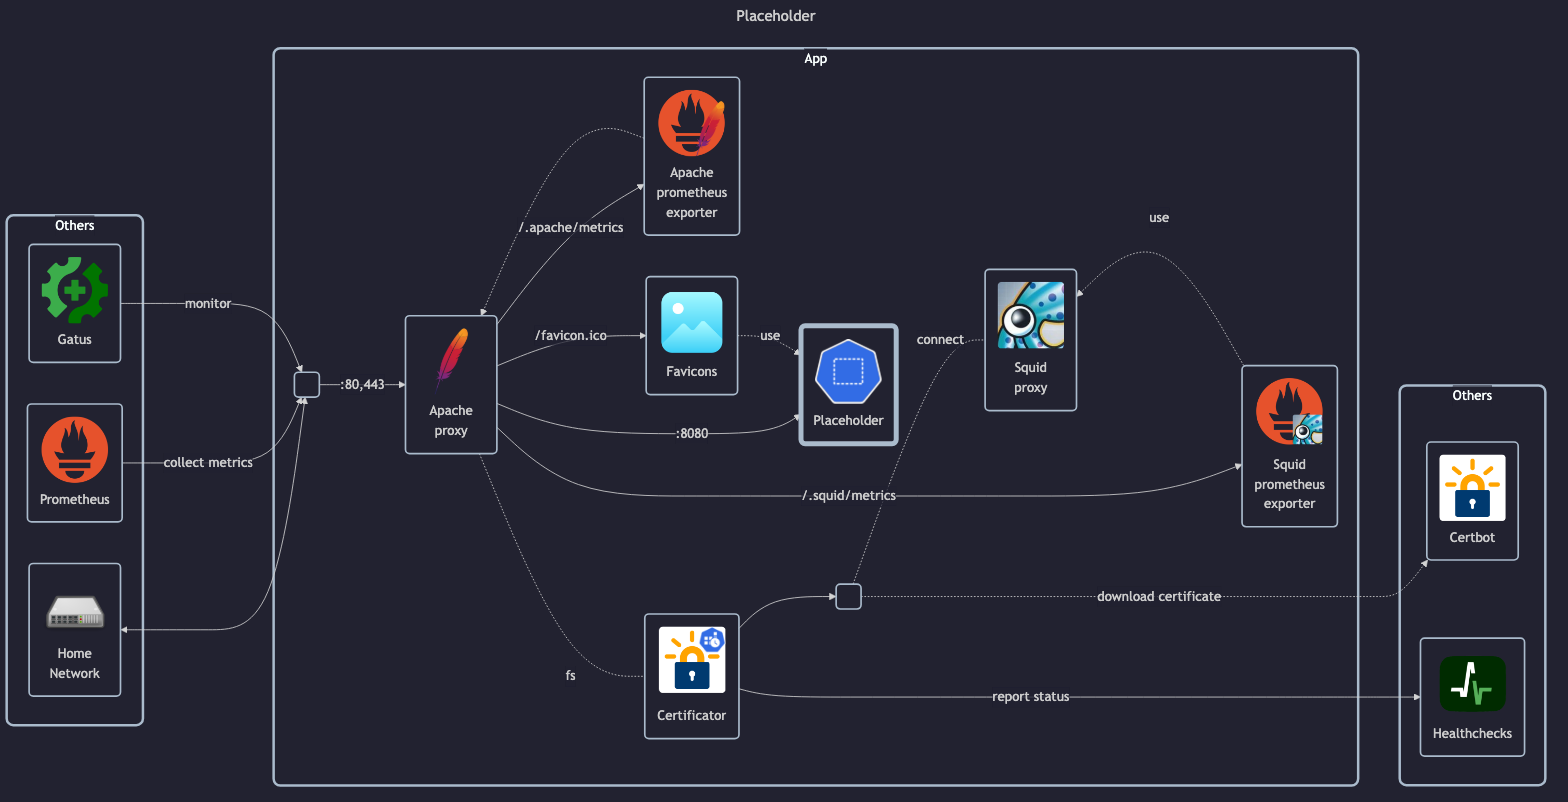 Placeholder
App
Apache
prometheus
exporter
/.apache/metrics
use
Others
Gatus
monitor
/favicon.ico
Favicons
use
connect
Squid
proxy
:80,443
Apache
proxy
Placeholder
:8080
Prometheus
collect metrics
/.squid/metrics
Squid
prometheus
exporter
Others
Certbot
download certificate
Home
Network
fs
Certificator
report status
Healthchecks